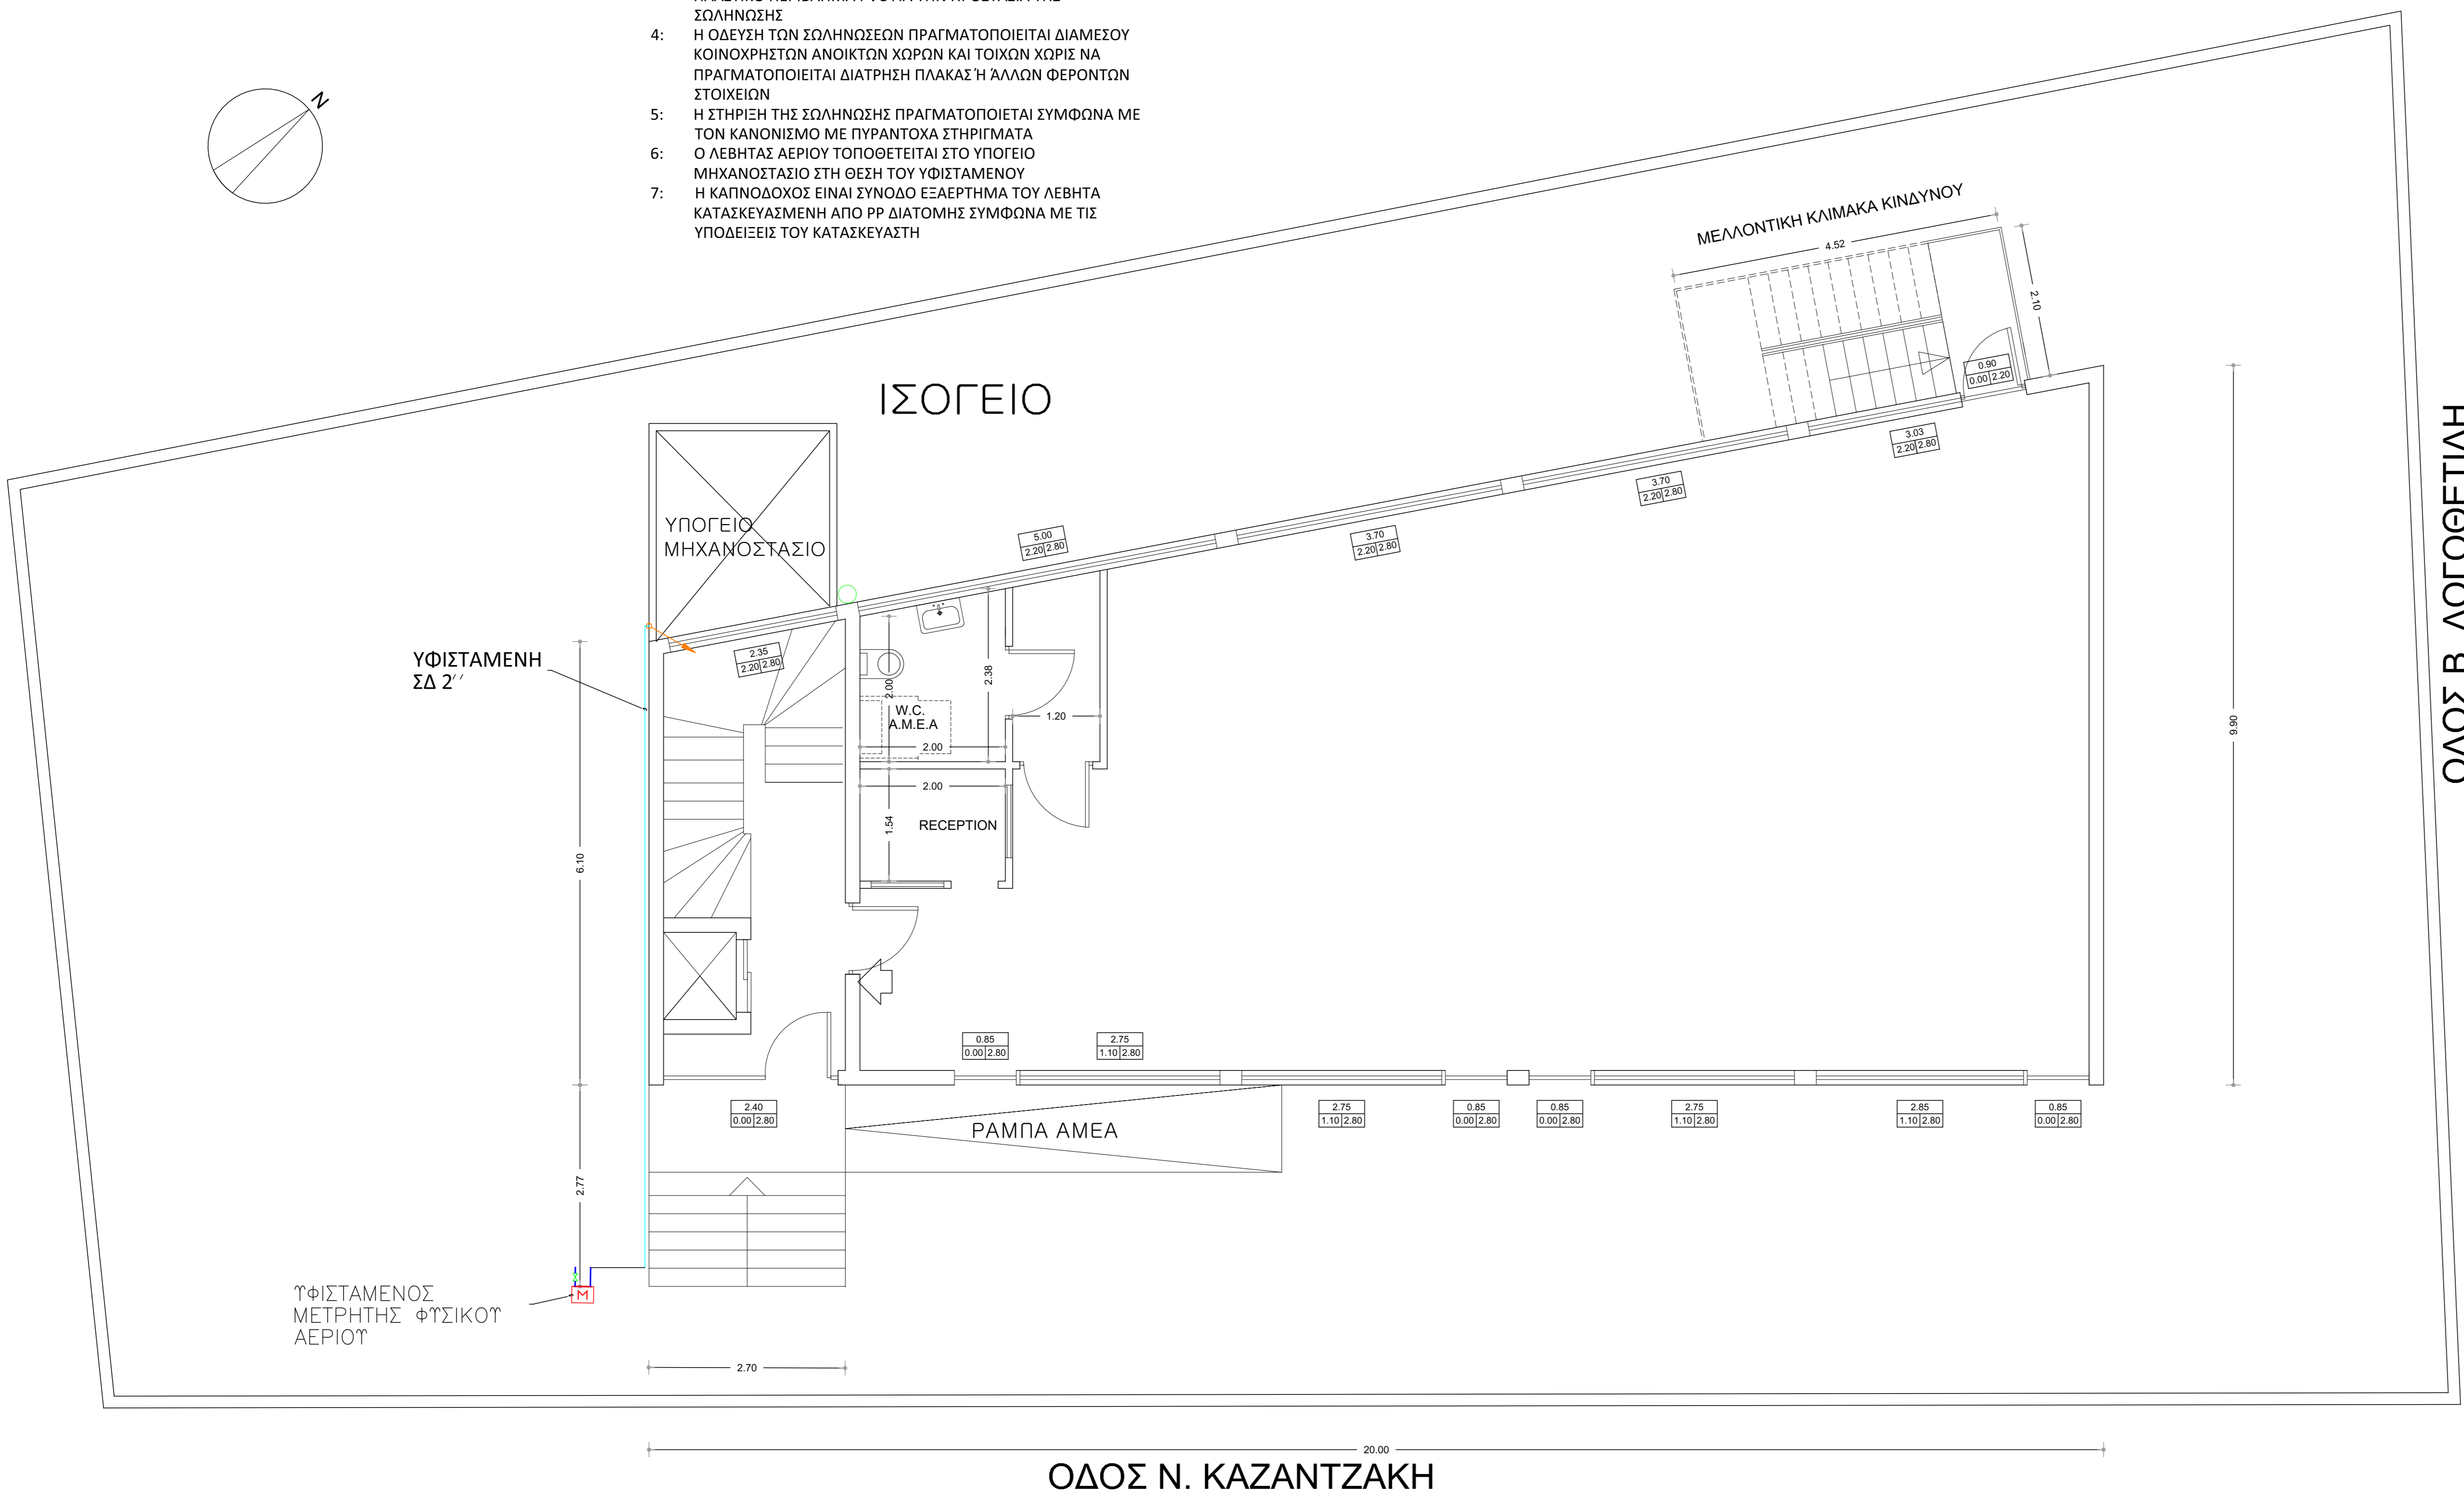 ΣΩΛΗΝΩΣΗΣ
4: Η ΟΔΕΥΣΗ ΤΩΝ ΣΩΛΗΝΩΣΕΩΝ ΠΡΑΓΜΑΤΟΠΟΙΕΙΤΑΙ ΔΙΑΜΕΣΟΥ
ΚΟΙΝΟΧΡΗΣΤΩΝ ΑΝΟΙΚΤΩΝ ΧΩΡΩΝ ΚΑΙ ΤΟΙΧΩΝ ΧΩΡΙΣ ΝΑ
ΠΡΑΓΜΑΤΟΠΟΙΕΙΤΑΙ ΔΙΑΤΡΗΣΗ ΠΛΑΚΑΣ Ή ΆΛΛΩΝ ΦΕΡΟΝΤΩΝ
ΣΤΟΙΧΕΙΩΝ
5: Η ΣΤΗΡΙΞΗ ΤΗΣ ΣΩΛΗΝΩΣΗΣ ΠΡΑΓΜΑΤΟΠΟΙΕΤΑΙ ΣΥΜΦΩΝΑ ΜΕ
ΤΟΝ ΚΑΝΟΝΙΣΜΟ ΜΕ ΠΥΡΑΝΤΟΧΑ ΣΤΗΡΙΓΜΑΤΑ
6: Ο ΛΕΒΗΤΑΣ ΑΕΡΙΟΥ ΤΟΠΟΘΕΤΕΙΤΑΙ ΣΤΟ ΥΠΟΓΕΙΟ
ΜΗΧΑΝΟΣΤΑΣΙΟ ΣΤΗ ΘΕΣΗ ΤΟΥ ΥΦΙΣΤΑΜΕΝΟΥ
7: Η ΚΑΠΝΟΔΟΧΟΣ ΕΙΝΑΙ ΣΥΝΟΔΟ ΕΞΑΕΡΤΗΜΑ ΤΟΥ ΛΕΒΗΤΑ
ΚΑΤΑΣΚΕΥΑΣΜΕΝΗ ΑΠΟ PP ΔΙΑΤΟΜΗΣ ΣΥΜΦΩΝΑ ΜΕ ΤΙΣ
ΥΠΟΔΕΙΞΕΙΣ ΤΟΥ ΚΑΤΑΣΚΕΥΑΣΤΗ
N
ΜΕΛΛΟΝΤΙΚΗ ΚΛΙΜΑΚΑ ΚΙΝΔΥΝΟΥ
4.52
2.10
0.90
0.00 2.20
ΙΣΟΓΕΙΟ
3.03
2.20 2.80
3.70
2.20 2.80
3.70
2.20 2.80
5.00
2.20 2.80
ΥΠΟΓΕΙΟ
ΜΗΧΑΝΟΣΤΑΣΙΟ
ΥΦΙΣΤΑΜΕΝΗ
ΣΔ 2΄΄
2.35
2.20 2.80
2.00
2.38
W.C.
Α.Μ.Ε.Α
1.20
2.00
2.00
1.54
RECEPTION
6.10
9.90
ΟΔΟΣ Β. ΛΟΓΟΘΕΤΙΔΗ
0.85
0.00 2.80
2.75
1.10 2.80
2.40
0.00 2.80
ΡΑΜΠΑ ΑΜΕΑ
2.75
1.10 2.80
0.85
0.00 2.80
0.85
0.00 2.80
2.75
1.10 2.80
2.85
1.10 2.80
0.85
0.00 2.80
2.77
M
ΥΦΙΣΤΑΜΕΝΟΣ
ΜΕΤΡΗΤΗΣ ΦΥΣΙΚΟΥ
ΑΕΡΙΟΥ
2.70
20.00
ΟΔΟΣ Ν. ΚΑΖΑΝΤΖΑΚΗ